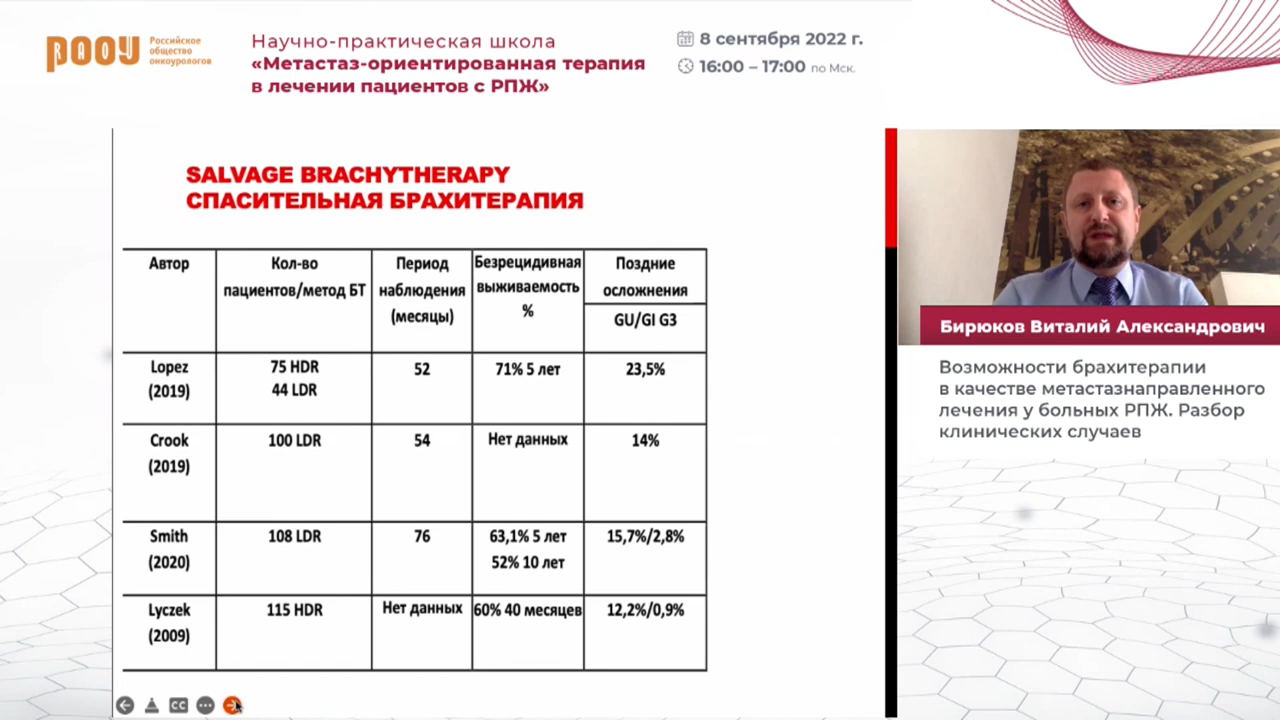 РАОУ
Российское
общество
онкоурологов
Научно-практическая школа
«Метастаз-ориентированная терапия
в лечении пациентов с РПЖ»
8 сентября 2022 г.
16:00 – 17:00 по Мск.
SALVAGE BRACHYTHERAPY
СПАСИТЕЛЬНАЯ БРАХИТЕРАПИЯ
Автор
Кол-во
пациентов/метод БТ
Период
наблюдения
(месяцы)
Безрецидивная
выживаемость
%
Поздние
осложнения
GU/GI G3
Lopez
(2019)
75 HDR
44 LDR
52
71% 5 лет
23,5%
Crook
(2019)
100 LDR
54
Нет данных
14%
Smith
(2020)
108 LDR
76
63,1% 5 лет
52% 10 лет
15,7%/2,8%
Lyczek
(2009)
115 HDR
Нет данных
60% 40 месяцев
12,2%/0,9%
CC
Бирюков Виталий Александрович
Возможности брахитерапии
в качестве метастазнаправленного
лечения у больных РПЖ. Разбор
клинических случаев